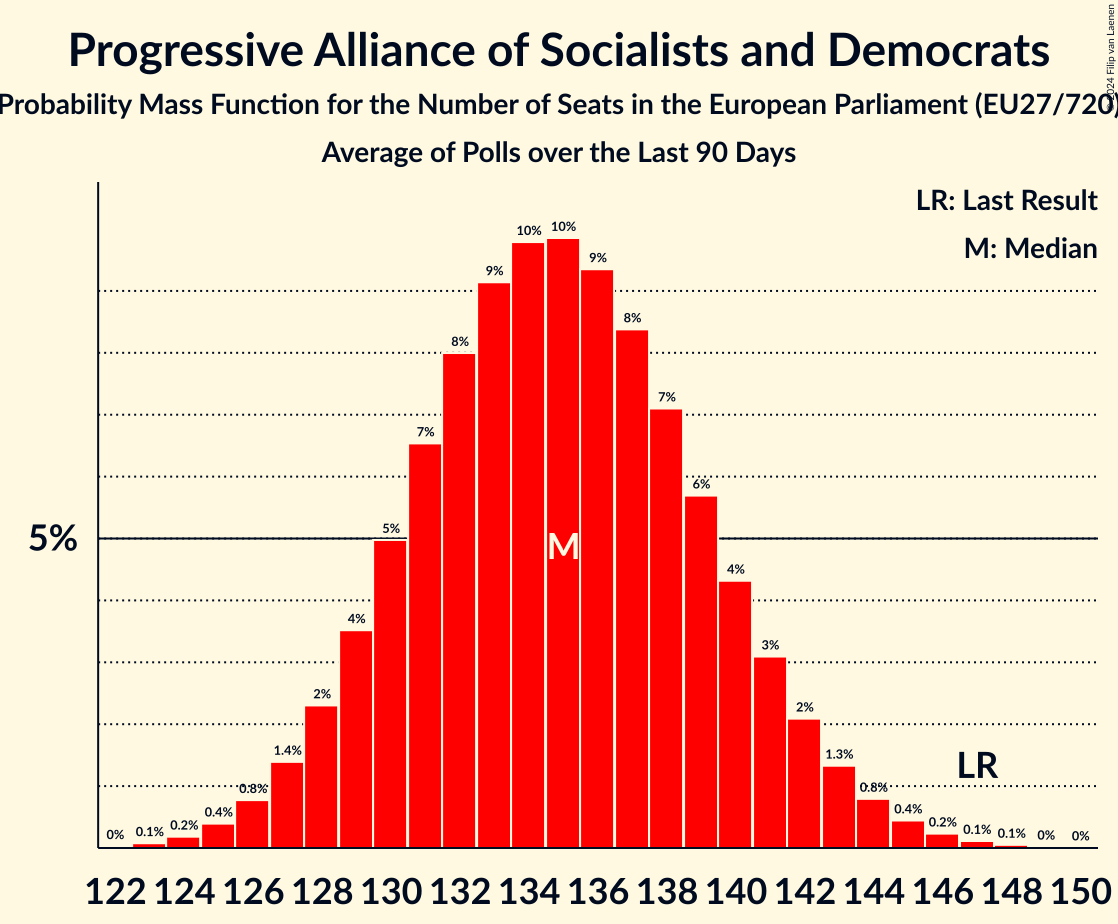 Progressive Alliance of Socialists and Democrats
Probability Mass Function for the Number of Seats in the European Parliament (EU27/720)
Average of Polls over the Last 90 Days
© 2024 Filip van Laenen
LR: Last Result
M: Median
5%
0% 0.1% 0.2% 0.4% 0.8% 1.4% 2% 4% 5% 7% 8% 9% 10% 10% 9% 8% 7% 6% 4% 3% 2% 1.3% 0.8% 0.4% 0.2% 0.1% 0.1% 0% 0%
M
LR
122 124 126 128 130 132 134 136 138 140 142 144 146 148 150